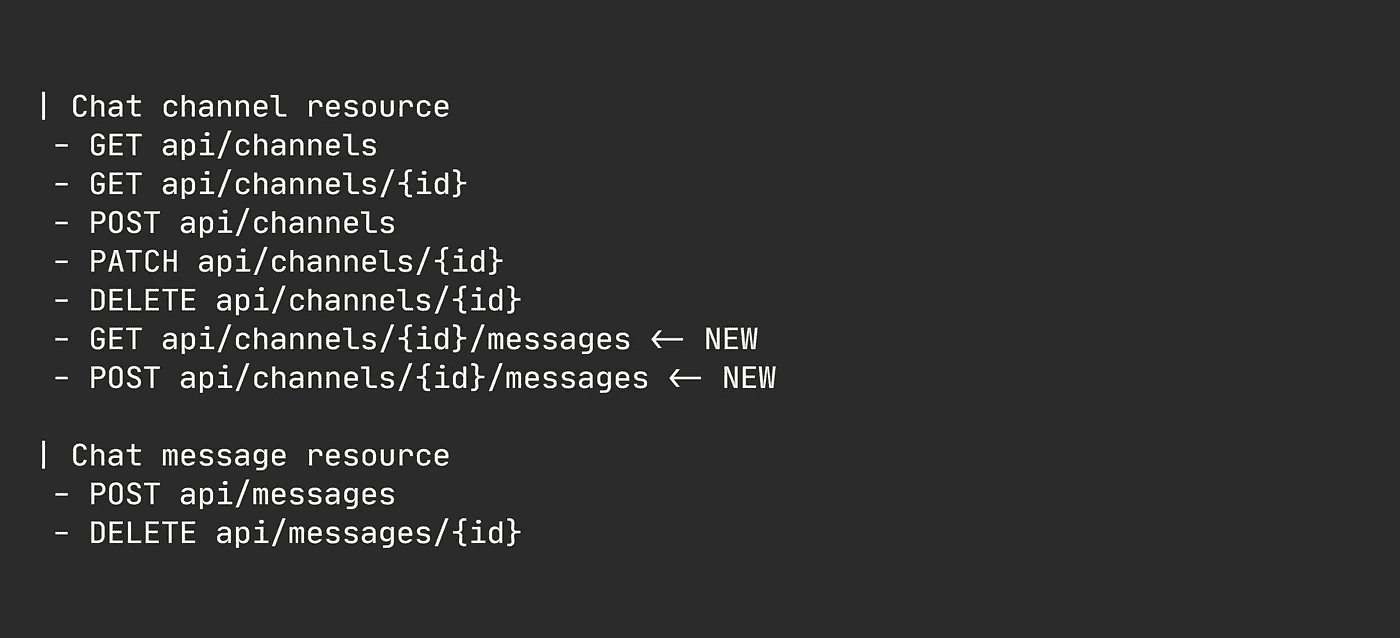 | Chat channel resource
- GET api/channels
- GET api/channels/{id}
- POST api/channels
- PATCH api/channels/{id}
- DELETE api/channels/{id}
- GET api/channels/{id}/messages <- NEW
- POST api/channels/{id}/messages <- NEW
| Chat message resource
- POST api/messages
- DELETE api/messages/{id}